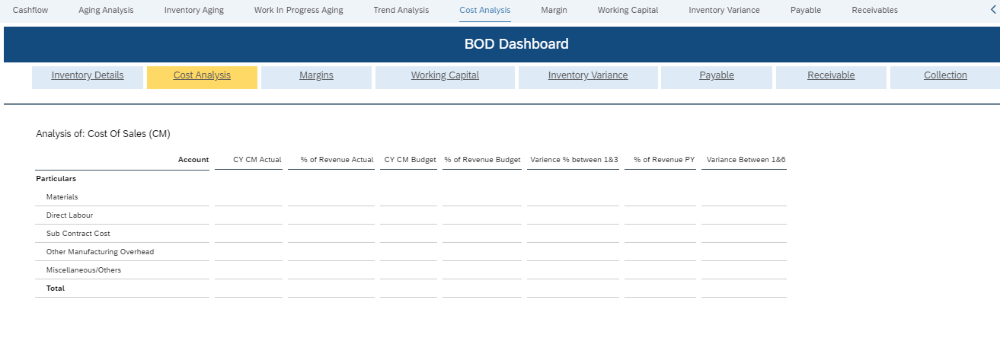 Cashflow Aging Analysis Inventory Aging Work In Progress Aging Trend Analysis Cost Analysis Margin Working Capital Inventory Variance Payable Receivables
BOD Dashboard
Inventory Details Cost Analysis Margins Working Capital Inventory Variance Payable Receivable Collection
Analysis of: Cost Of Sales (CM)
Account CY CM Actual % of Revenue Actual CY CM Budget % of Revenue Budget Varience % between 1&3 % of Revenue PY Variance Between 1&6
Particulars
Materials
Direct Labour
Sub Contract Cost
Other Manufacturing Overhead
Miscellaneous/Others
Total